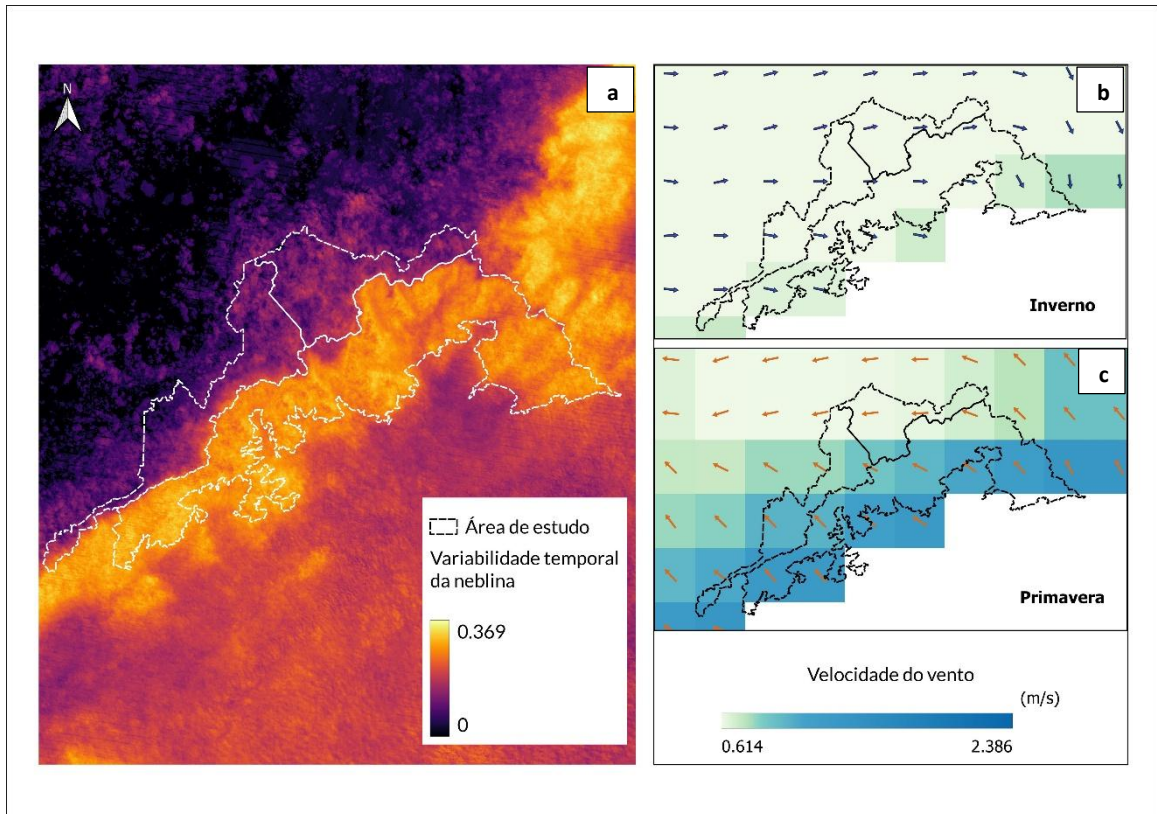 N
a
Área de estudo
Variabilidade temporal
da neblina
0.369
0
b
Inverno
c
Primavera
Velocidade do vento
(m/s)
0.614
2.386